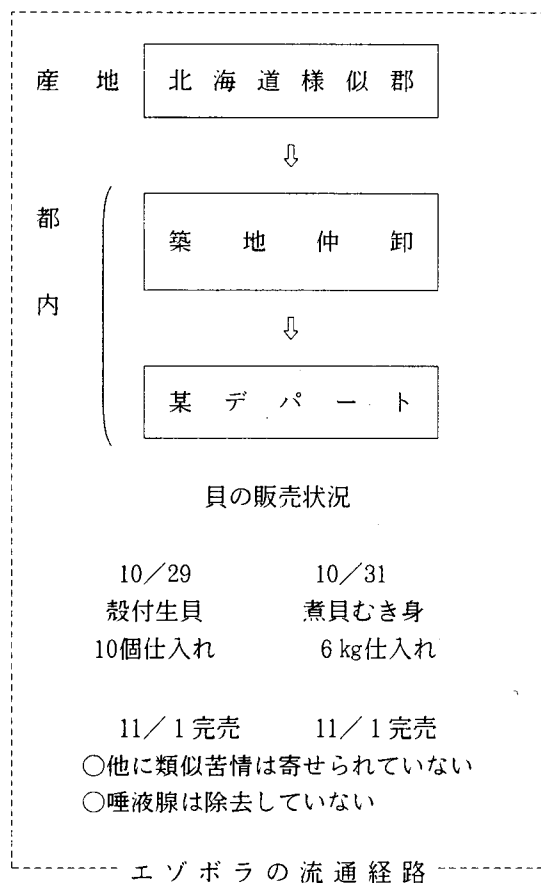 産地 北海道様似郡
⇩
都内
築地仲卸
⇩
某デパート
貝の販売状況
10/29 10/31
殻付生貝 煮貝むき身
10個仕入れ 6kg仕入れ
11/1完売 11/1完売
○他に類似苦情は寄せられていない
○唾液腺は除去していない
エゾボラの流通経路